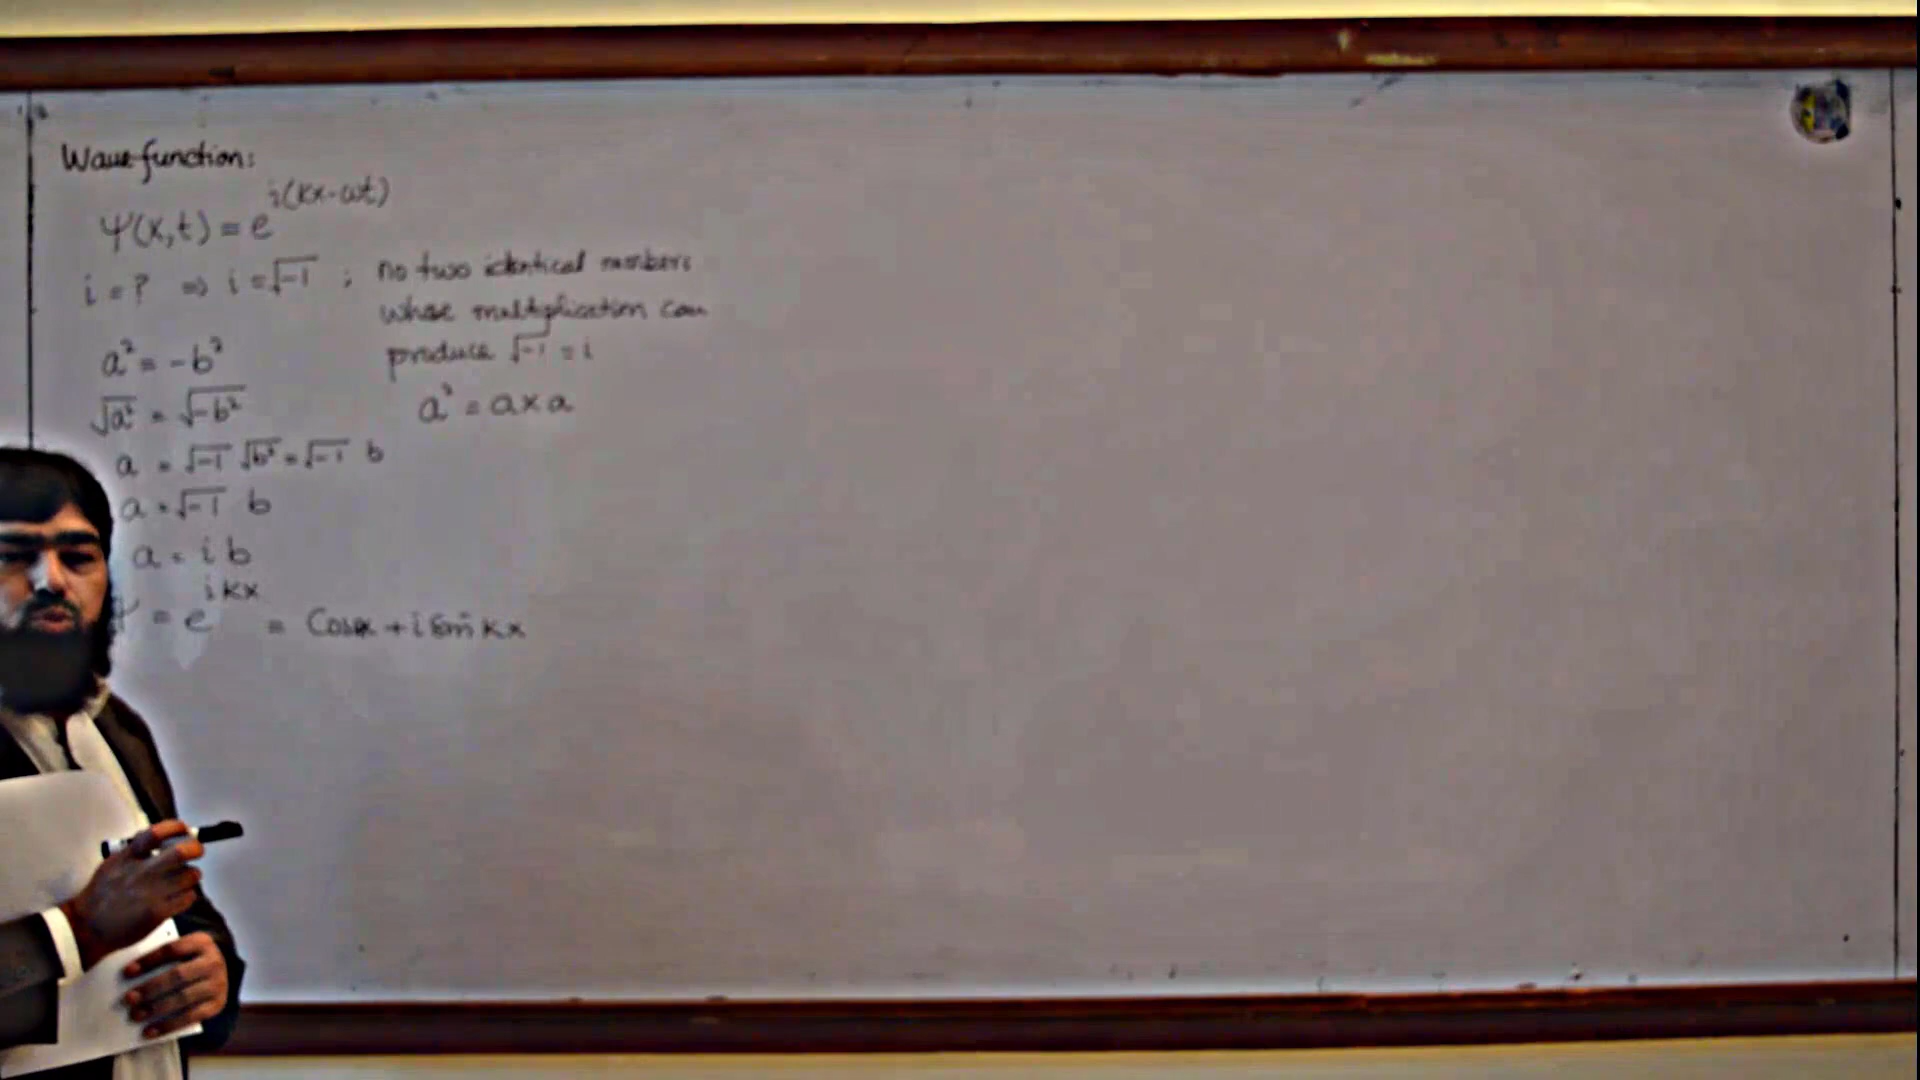 Wave function:
ψ(x,t) = e^i(kx-ωt)
i = ? ⇒ i = √-1 ; no two identical numbers
whose multiplication can
produce √-1 = i
a² = -b²
√a² = √-b²
a² = a × a
a = √-1 √b² = √-1 b
a = √-1 b
a = i b
ψ = e^ikx = Coskx + i Sin kx